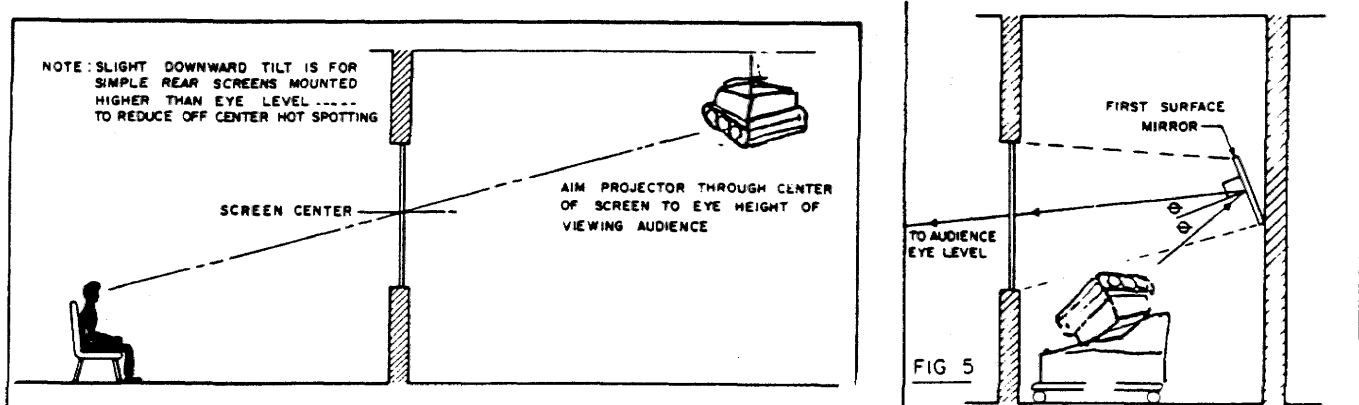 NOTE: SLIGHT DOWNWARD TILT IS FOR
SIMPLE REAR SCREENS MOUNTED
HIGHER THAN EYE LEVEL -----
TO REDUCE OFF CENTER HOT SPOTTING
SCREEN CENTER
AIM PROJECTOR THROUGH CENTER
OF SCREEN TO EYE HEIGHT OF
VIEWING AUDIENCE
FIRST SURFACE
MIRROR
Θ
Θ
TO AUDIENCE
EYE LEVEL
FIG 5